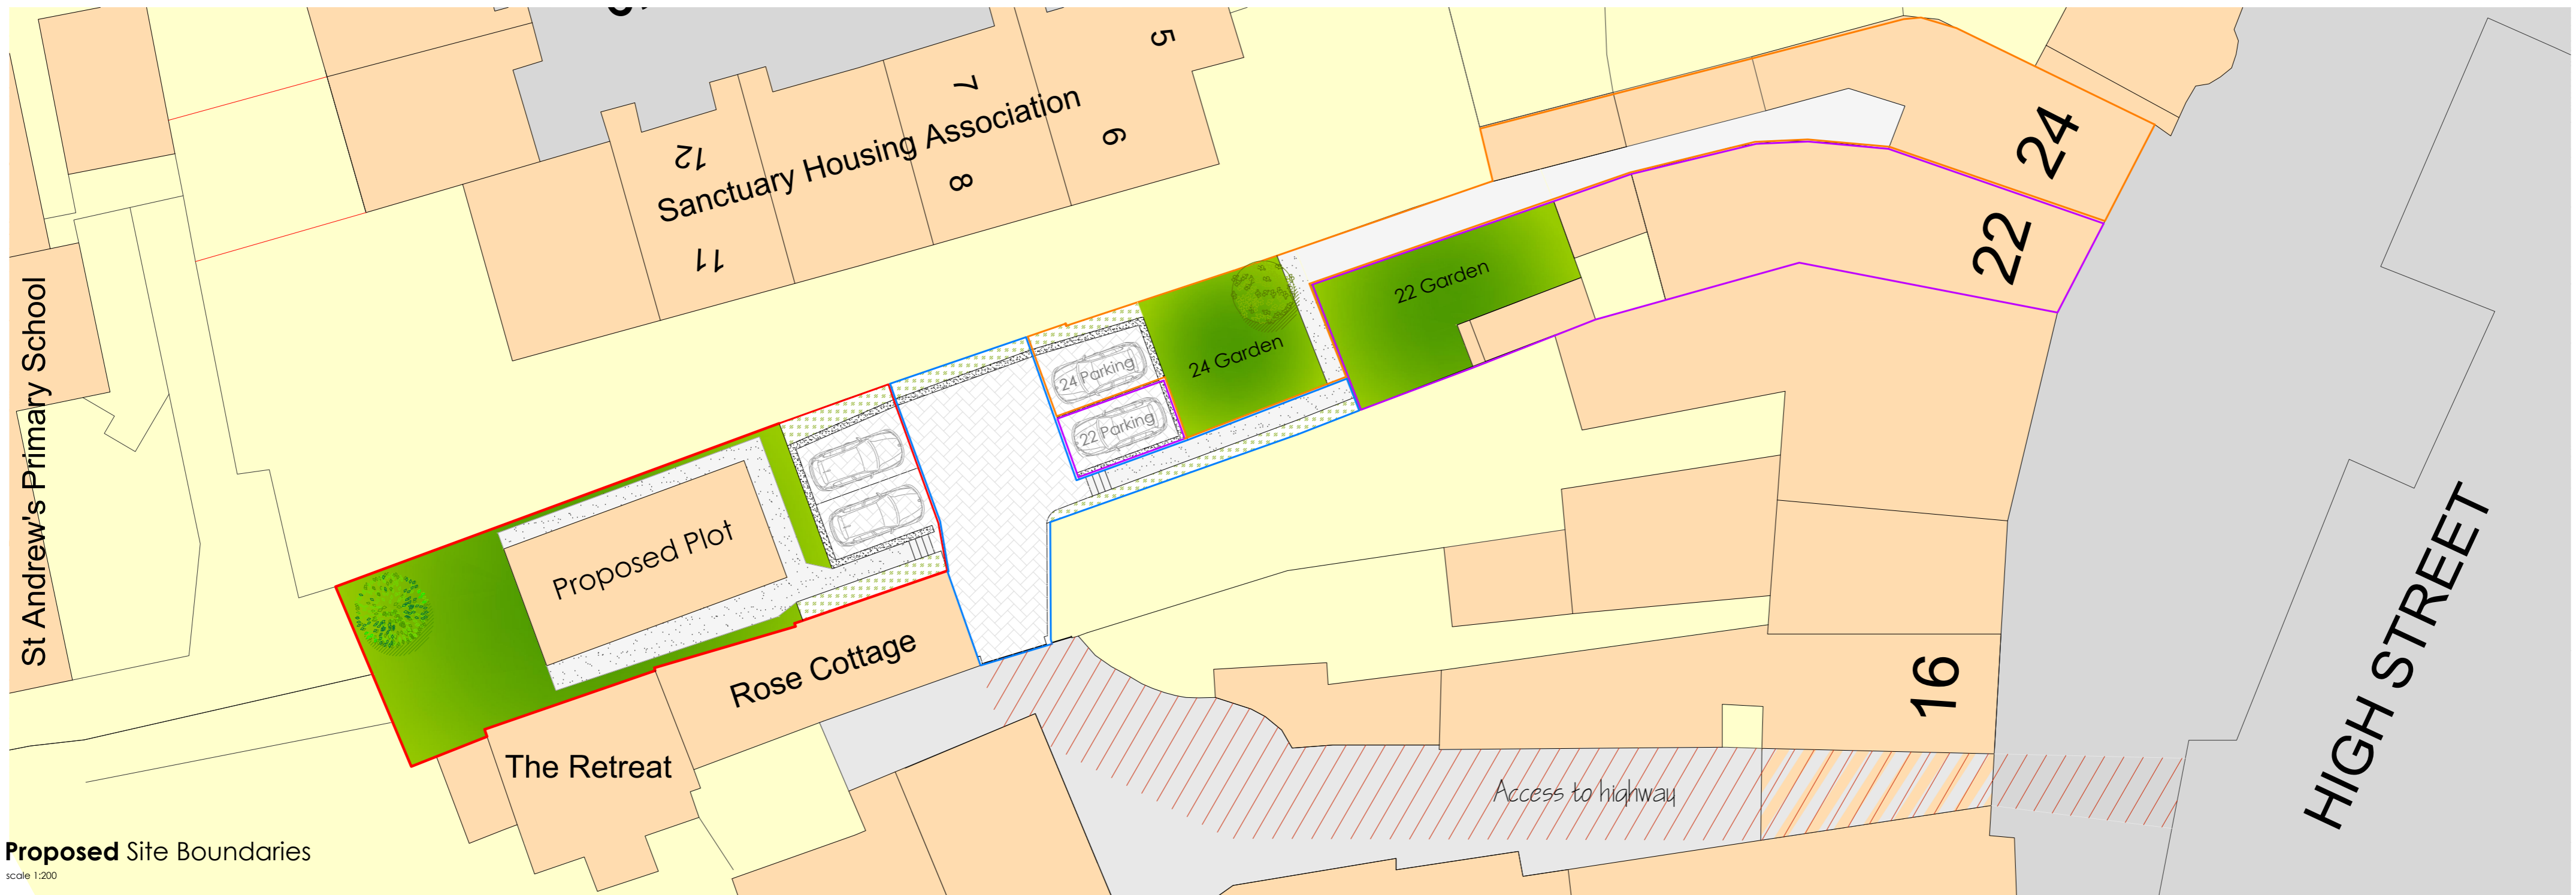 5
7
6
12
Sanctuary Housing Association
8
11
24
22
22 Garden
24 Garden
24 Parking
22 Parking
St Andrew's Primary School
Proposed Plot
Rose Cottage
The Retreat
16
HIGH STREET
Access to highway
Proposed Site Boundaries
scale 1:200